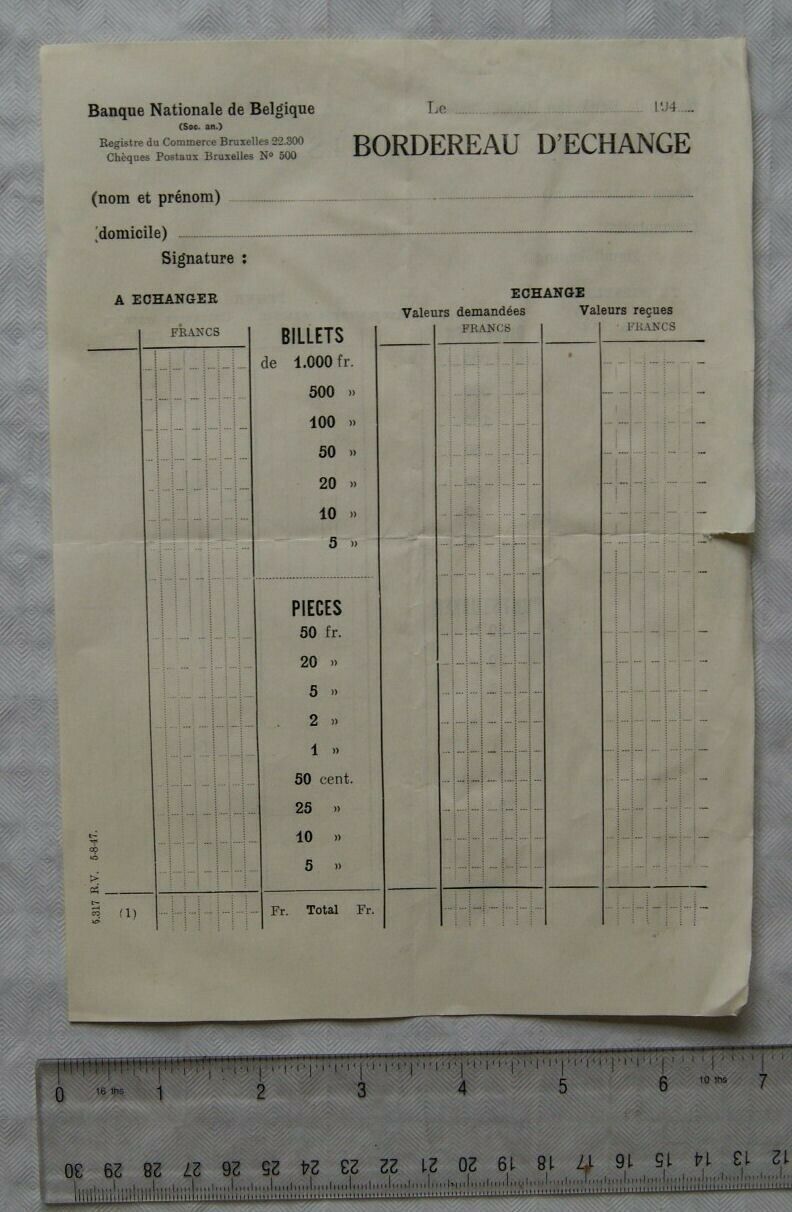 Banque Nationale de Belgique
(Soc. an.)
Registre du Commerce Bruxelles 22.300
Chèques Postaux Bruxelles Nº 500
Le 194
BORDEREAU D'ECHANGE
(nom et prénom)
domicile)
Signature :
A ECHANGER
ECHANGE
Valeurs demandées Valeurs reçues
FRANCS BILLETS FRANCS FRANCS
de 1.000 fr.
500 »
100 »
50 »
20 »
10 »
5 »
PIECES
50 fr.
20 »
5 »
2 »
1 »
50 cent.
25 »
10 »
5 »
(1) Fr. Total Fr.
5.317 R.V. 5-8-47.
0 16 ths 1 2 3 4 5 6 10 ths 7
30 29 28 27 26 25 24 23 22 21 20 19 18 17 16 15 14 13 12